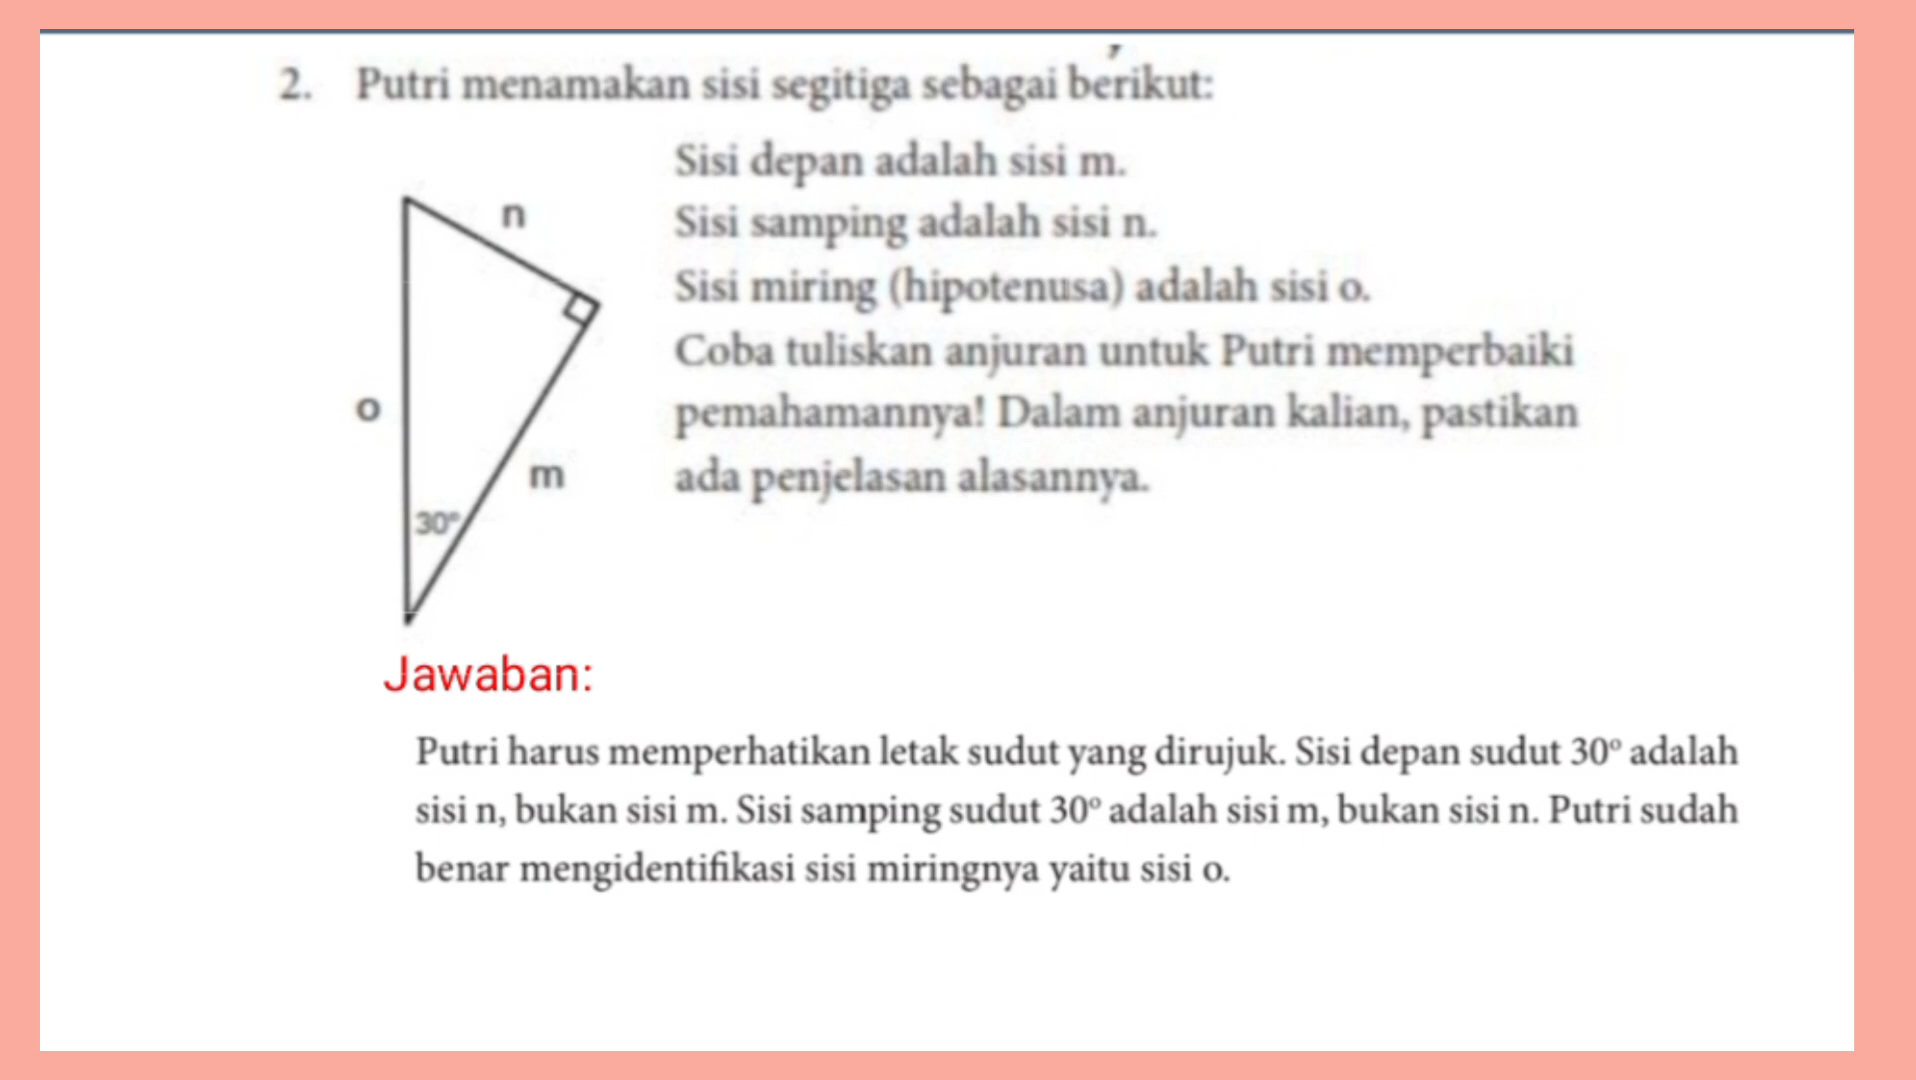 2. Putri menamakan sisi segitiga sebagai berikut:
Sisi depan adalah sisi m.
Sisi samping adalah sisi n.
Sisi miring (hipotenusa) adalah sisi o.
Coba tuliskan anjuran untuk Putri memperbaiki
pemahamannya! Dalam anjuran kalian, pastikan
ada penjelasan alasannya.
n
o
m
30°
Jawaban:
Putri harus memperhatikan letak sudut yang dirujuk. Sisi depan sudut 30° adalah
sisi n, bukan sisi m. Sisi samping sudut 30° adalah sisi m, bukan sisi n. Putri sudah
benar mengidentifikasi sisi miringnya yaitu sisi o.